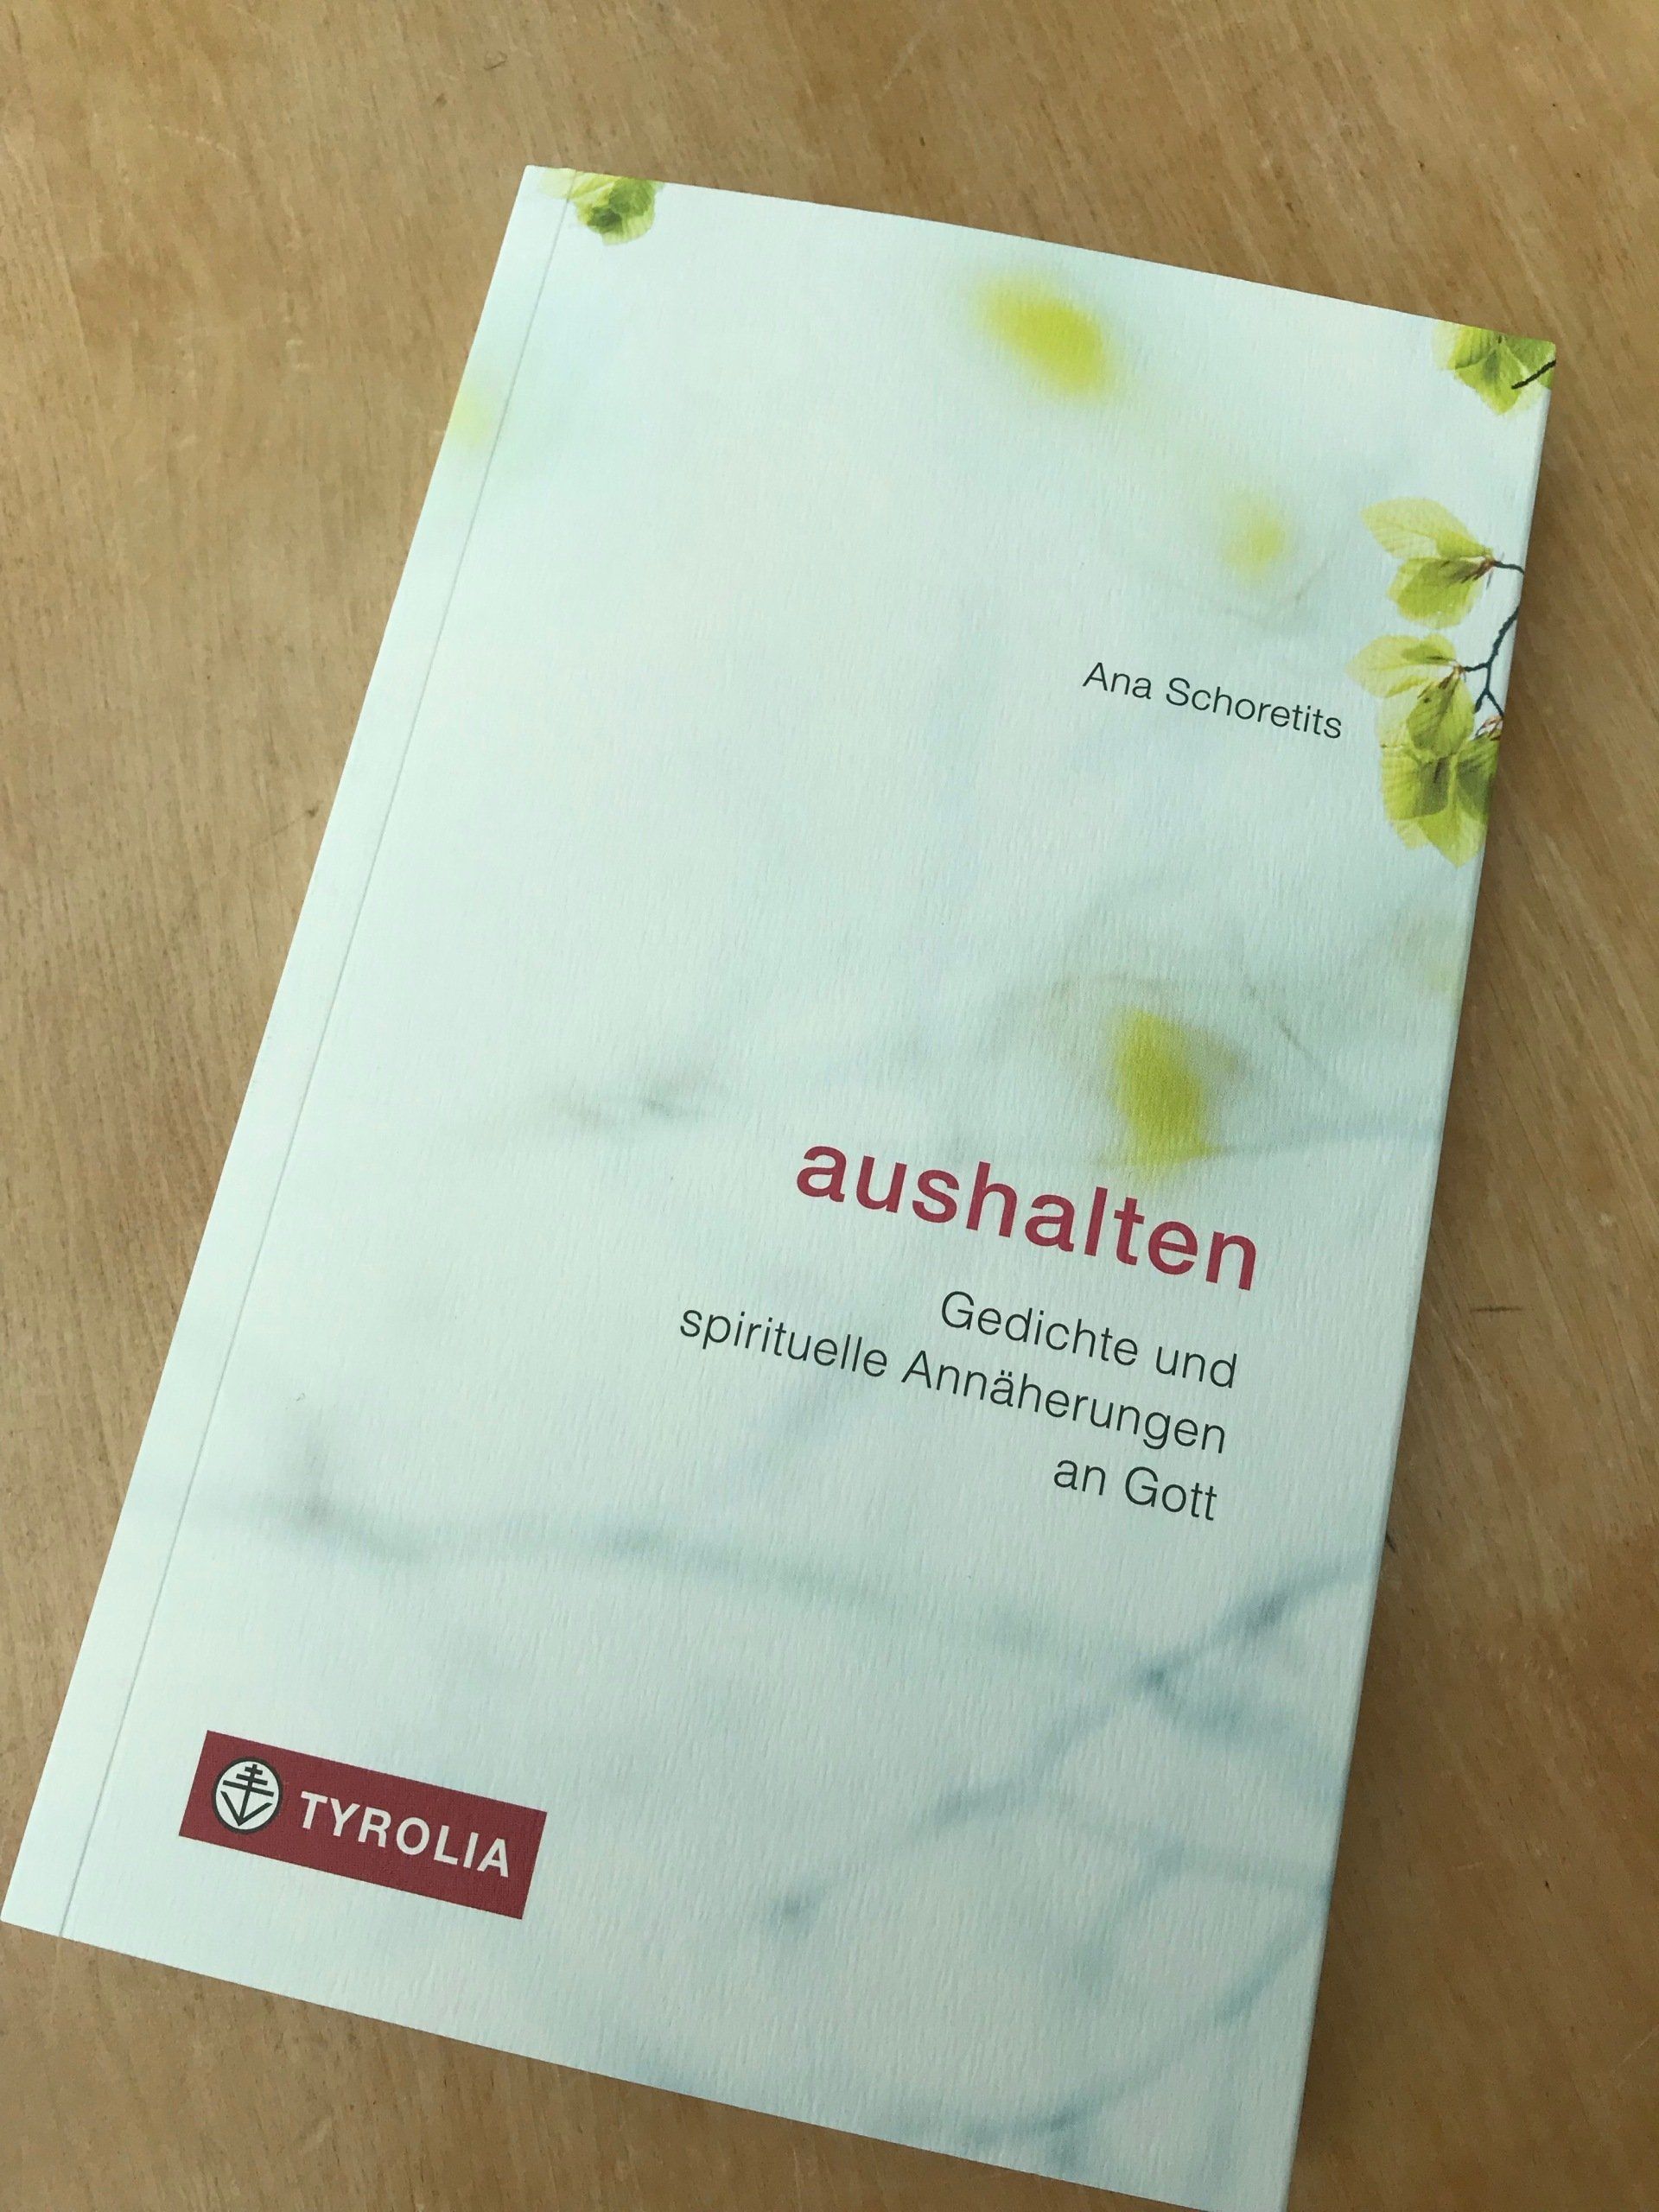 Ana Schoretits
aushalten
Gedichte und
spirituelle Annäherungen
an Gott
TYROLIA